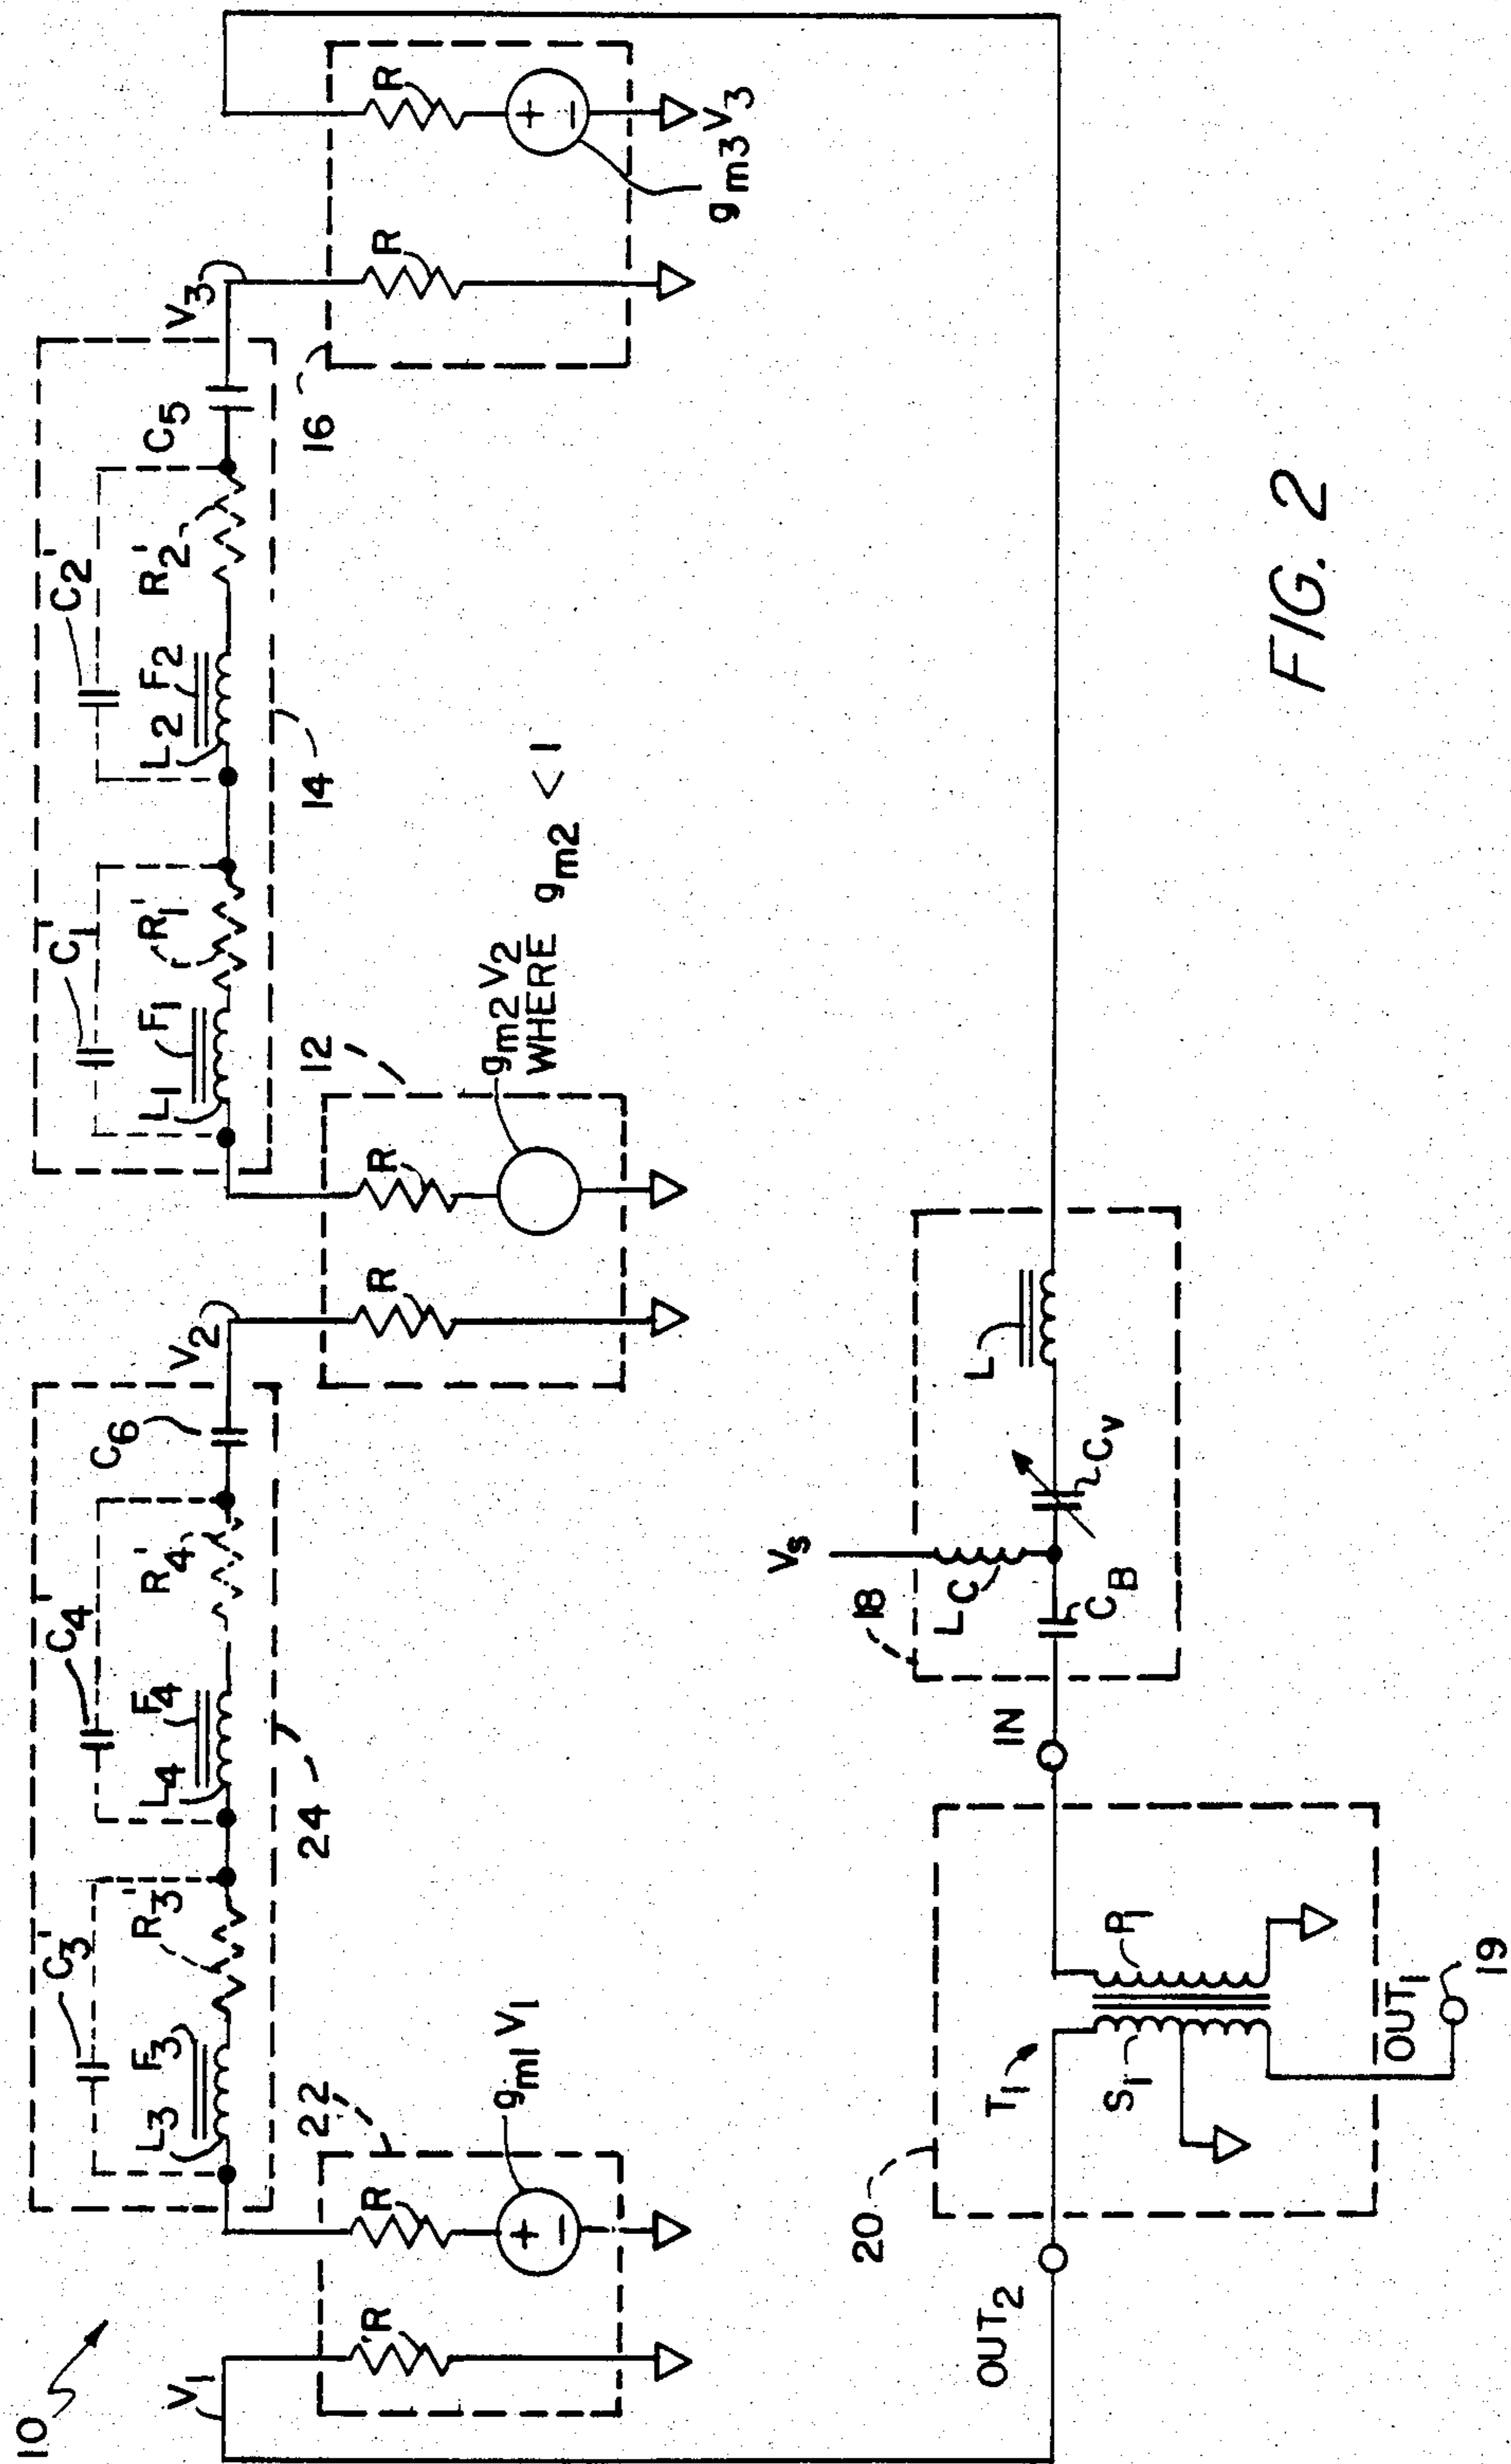 10
V1
R
R
22
gm1 V1
L3 F3
R3'
C3'
L4 F4
R4'
C4'
C6
24
V2
R
R
12
gm2 V2
WHERE gm2 < 1
L1 F1
R1'
C1'
L2 F2
R2'
C2'
C5
14
V3
16
R
R
+
−
gm3 V3
+
−
OUT2
20
T1
S1
P1
OUT1
19
IN
18
Vs
LC
CB
CV
L
FIG. 2